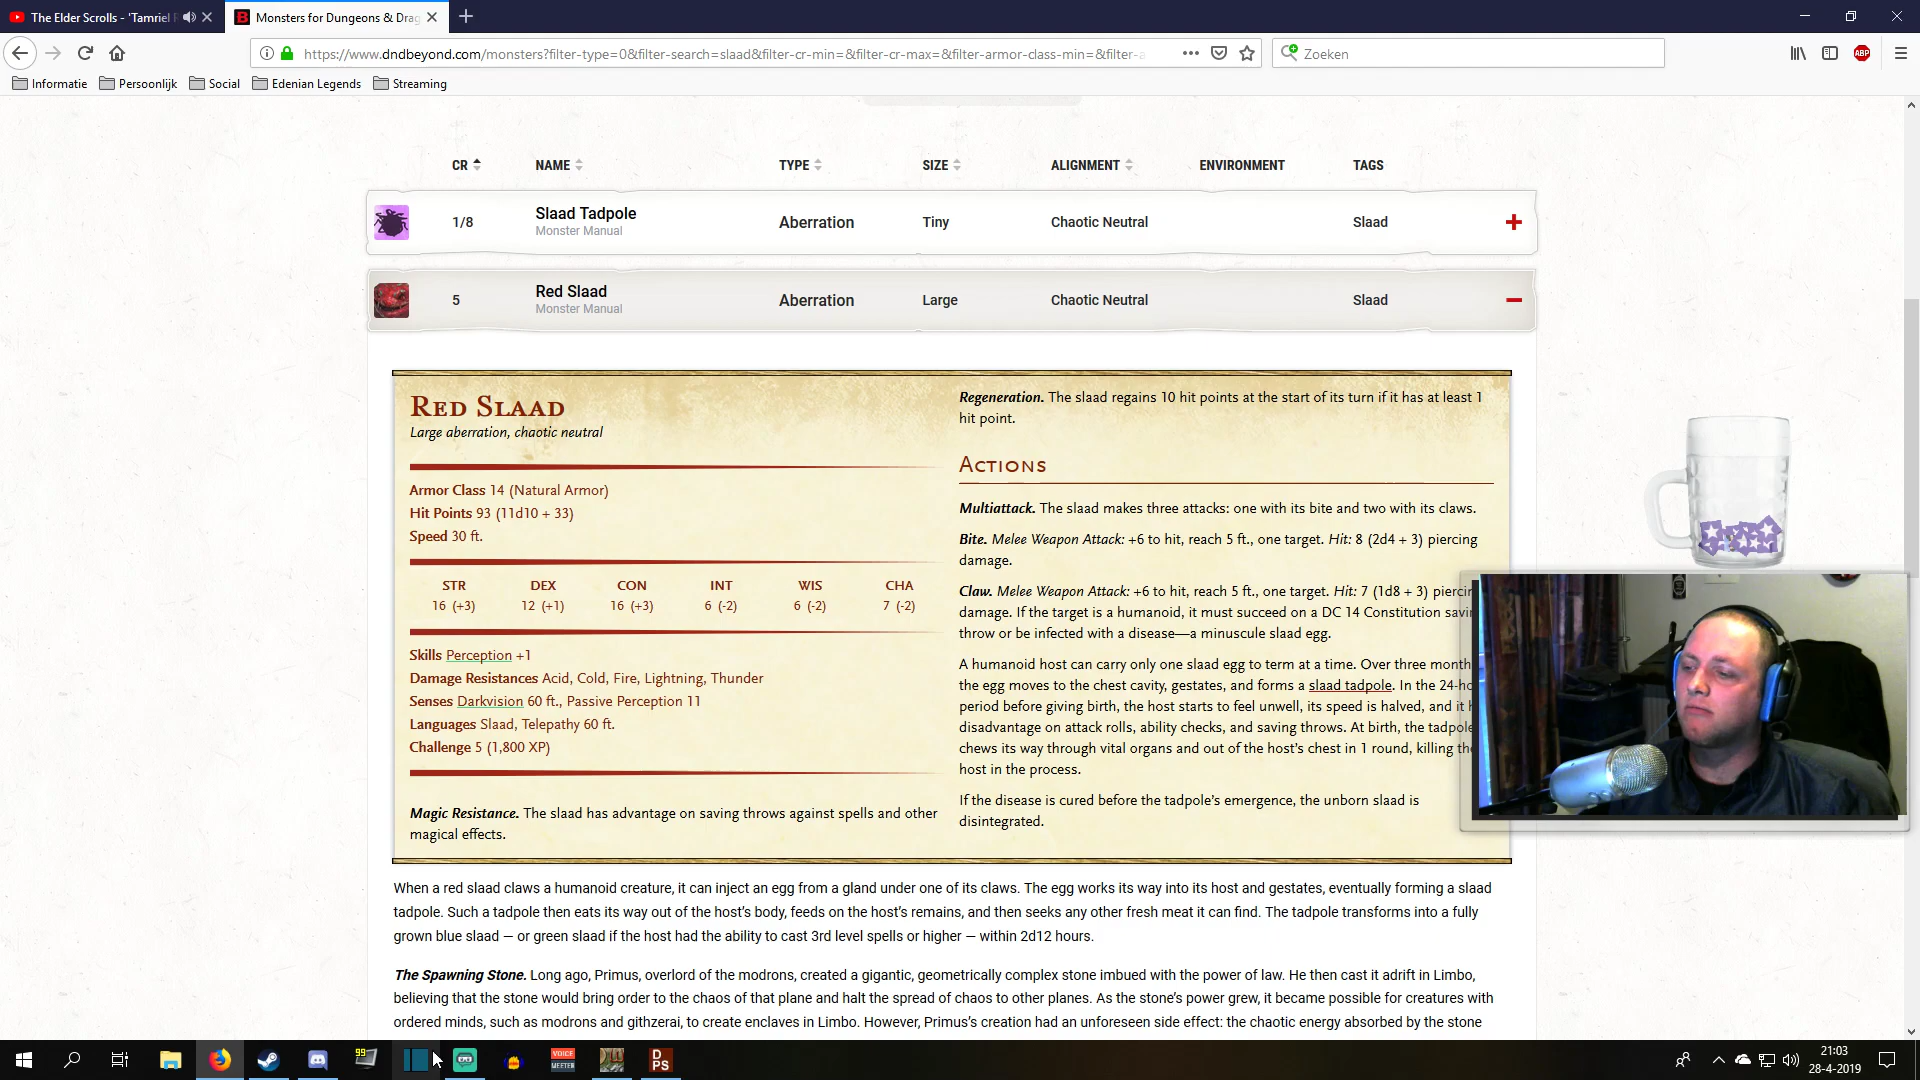 The Elder Scrolls - 'Tamriel
Monsters for Dungeons & Drag
https://www.dndbeyond.com/monsters?filter-type=0&filter-search=slaad&filter-cr-min=&filter-cr-max=&filter-armor-class-min=&filter-a
Zoeken
ABP
Informatie Persoonlijk Social Edenian Legends Streaming
CR NAME TYPE SIZE ALIGNMENT ENVIRONMENT TAGS
1/8 Slaad Tadpole Aberration Tiny Chaotic Neutral Slaad
Monster Manual
5 Red Slaad Aberration Large Chaotic Neutral Slaad
Monster Manual
Red Slaad
Large aberration, chaotic neutral
Armor Class 14 (Natural Armor)
Hit Points 93 (11d10 + 33)
Speed 30 ft.
STR DEX CON INT WIS CHA
16 (+3) 12 (+1) 16 (+3) 6 (-2) 6 (-2) 7 (-2)
Skills Perception +1
Damage Resistances Acid, Cold, Fire, Lightning, Thunder
Senses Darkvision 60 ft., Passive Perception 11
Languages Slaad, Telepathy 60 ft.
Challenge 5 (1,800 XP)
Magic Resistance. The slaad has advantage on saving throws against spells and other
magical effects.
Regeneration. The slaad regains 10 hit points at the start of its turn if it has at least 1
hit point.
Actions
Multiattack. The slaad makes three attacks: one with its bite and two with its claws.
Bite. Melee Weapon Attack: +6 to hit, reach 5 ft., one target. Hit: 8 (2d4 + 3) piercing
damage.
Claw. Melee Weapon Attack: +6 to hit, reach 5 ft., one target. Hit: 7 (1d8 + 3) piercin
damage. If the target is a humanoid, it must succeed on a DC 14 Constitution savin
throw or be infected with a disease—a minuscule slaad egg.
A humanoid host can carry only one slaad egg to term at a time. Over three month
the egg moves to the chest cavity, gestates, and forms a slaad tadpole. In the 24-ho
period before giving birth, the host starts to feel unwell, its speed is halved, and it h
disadvantage on attack rolls, ability checks, and saving throws. At birth, the tadpole
chews its way through vital organs and out of the host's chest in 1 round, killing the
host in the process.
If the disease is cured before the tadpole's emergence, the unborn slaad is
disintegrated.
When a red slaad claws a humanoid creature, it can inject an egg from a gland under one of its claws. The egg works its way into its host and gestates, eventually forming a slaad
tadpole. Such a tadpole then eats its way out of the host's body, feeds on the host's remains, and then seeks any other fresh meat it can find. The tadpole transforms into a fully
grown blue slaad — or green slaad if the host had the ability to cast 3rd level spells or higher — within 2d12 hours.
The Spawning Stone. Long ago, Primus, overlord of the modrons, created a gigantic, geometrically complex stone imbued with the power of law. He then cast it adrift in Limbo,
believing that the stone would bring order to the chaos of that plane and halt the spread of chaos to other planes. As the stone's power grew, it became possible for creatures with
ordered minds, such as modrons and githzerai, to create enclaves in Limbo. However, Primus's creation had an unforeseen side effect: the chaotic energy absorbed by the stone
99
VOICE
MEETER
D
PS
21:03
28-4-2019